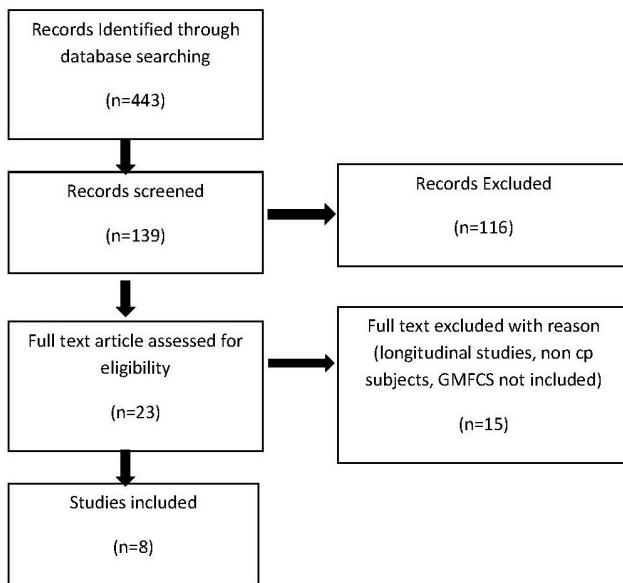 Records Identified through
database searching
(n=443)
Records screened
(n=139)
Records Excluded
(n=116)
Full text article assessed for
eligibility
(n=23)
Full text excluded with reason
(longitudinal studies, non cp
subjects, GMFCS not included)
(n=15)
Studies included
(n=8)